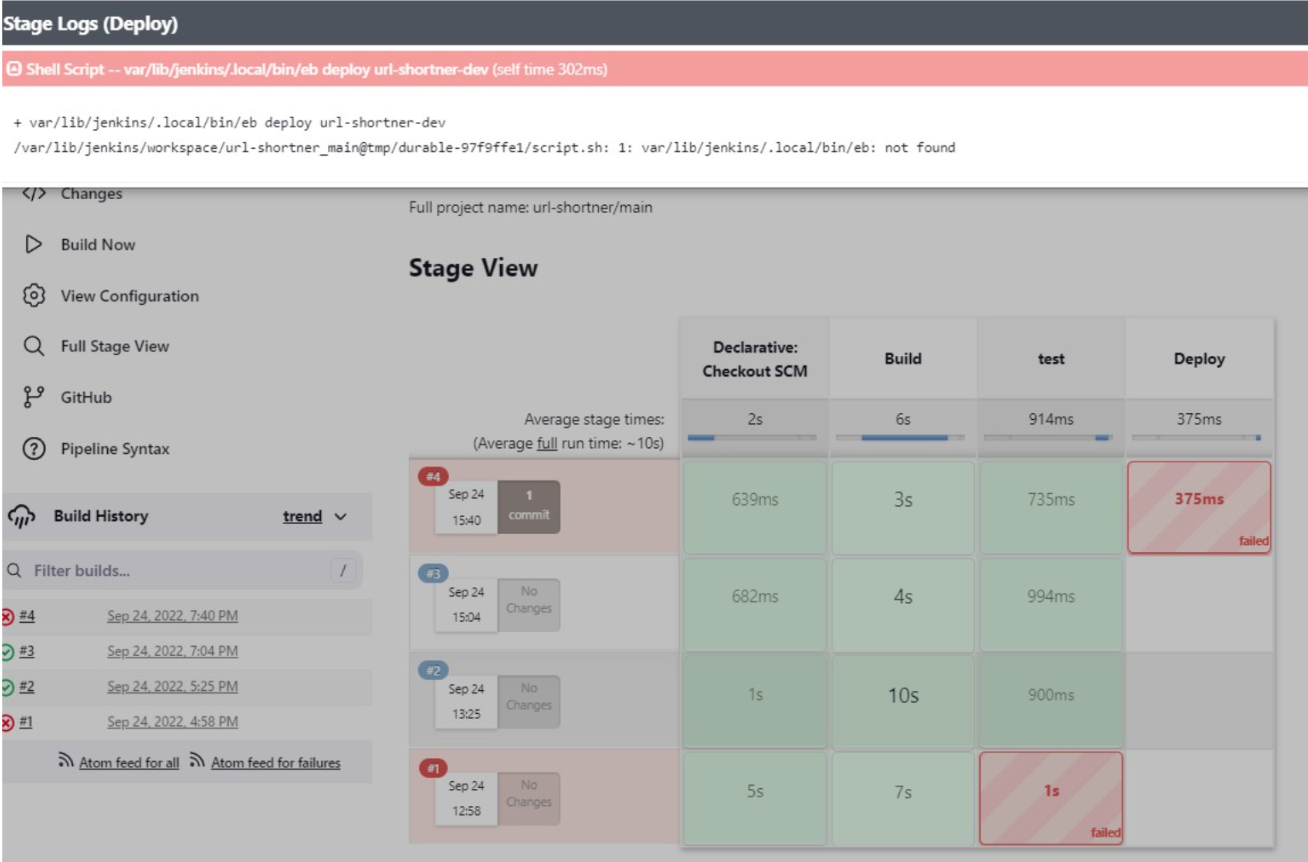 Stage Logs (Deploy)
Shell Script -- var/lib/jenkins/.local/bin/eb deploy url-shortner-dev (self time 302ms)
+ var/lib/jenkins/.local/bin/eb deploy url-shortner-dev
/var/lib/jenkins/workspace/url-shortner_main@tmp/durable-97f9ffe1/script.sh: 1: var/lib/jenkins/.local/bin/eb: not found
</> Changes
Build Now
View Configuration
Full Stage View
GitHub
Pipeline Syntax
Build History trend
Filter builds... /
#4 Sep 24, 2022, 7:40 PM
#3 Sep 24, 2022, 7:04 PM
#2 Sep 24, 2022, 5:25 PM
#1 Sep 24, 2022, 4:58 PM
Atom feed for all Atom feed for failures
Full project name: url-shortner/main
Stage View
Declarative:
Checkout SCM
Build
test
Deploy
Average stage times:
(Average full run time: ~10s)
2s
6s
914ms
375ms
#4
Sep 24
15:40
1
commit
639ms
3s
735ms
375ms
failed
#3
Sep 24
15:04
No
Changes
682ms
4s
994ms
#2
Sep 24
13:25
No
Changes
1s
10s
900ms
#1
Sep 24
12:58
No
Changes
5s
7s
1s
failed